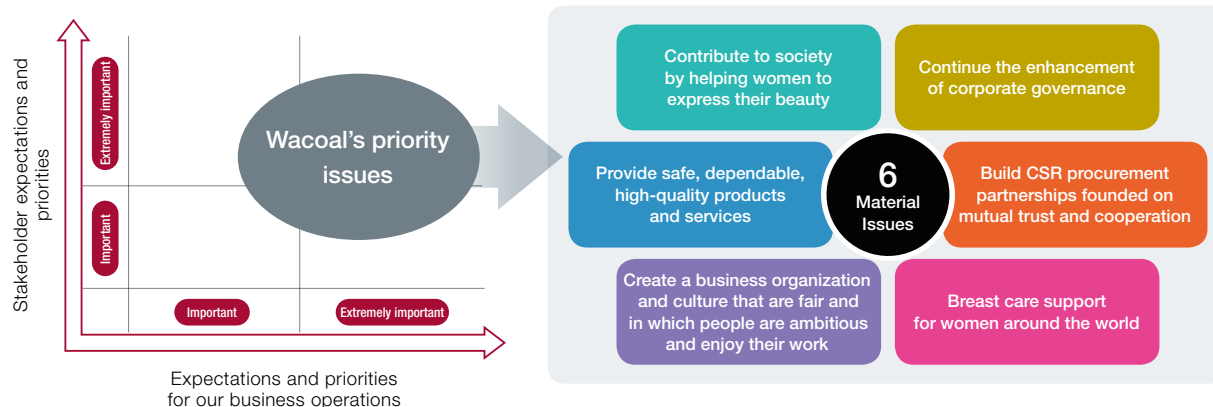 Stakeholder expectations and
priorities
Extremely important
Important
Wacoal's priority
issues
Important
Extremely important
Expectations and priorities
for our business operations
Contribute to society
by helping women to
express their beauty
Continue the enhancement
of corporate governance
Provide safe, dependable,
high-quality products
and services
6
Material
Issues
Build CSR procurement
partnerships founded on
mutual trust and cooperation
Create a business organization
and culture that are fair and
in which people are ambitious
and enjoy their work
Breast care support
for women around the world